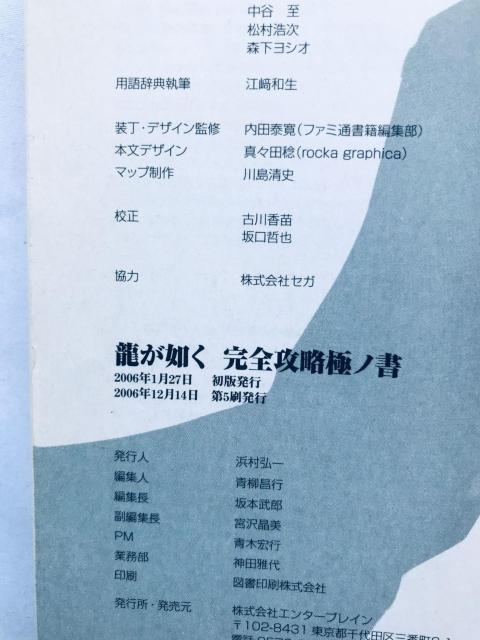 中谷 至
松村浩次
森下ヨシオ
用語辞典執筆 江﨑和生
装丁・デザイン監修 内田泰寛(ファミ通書籍編集部)
本文デザイン 真々田稔(rocka graphica)
マップ制作 川島清史
校正 古川香苗
坂口哲也
協力 株式会社セガ
龍が如く 完全攻略極ノ書
2006年1月27日 初版発行
2006年12月14日 第5刷発行
発行人 浜村弘一
編集人 青柳昌行
編集長 坂本武郎
副編集長 宮沢晶美
PM 青木宏行
業務部 神田雅代
印刷 図書印刷株式会社
発行所・発売元 株式会社エンターブレイン
〒102-8431 東京都千代田区三番町